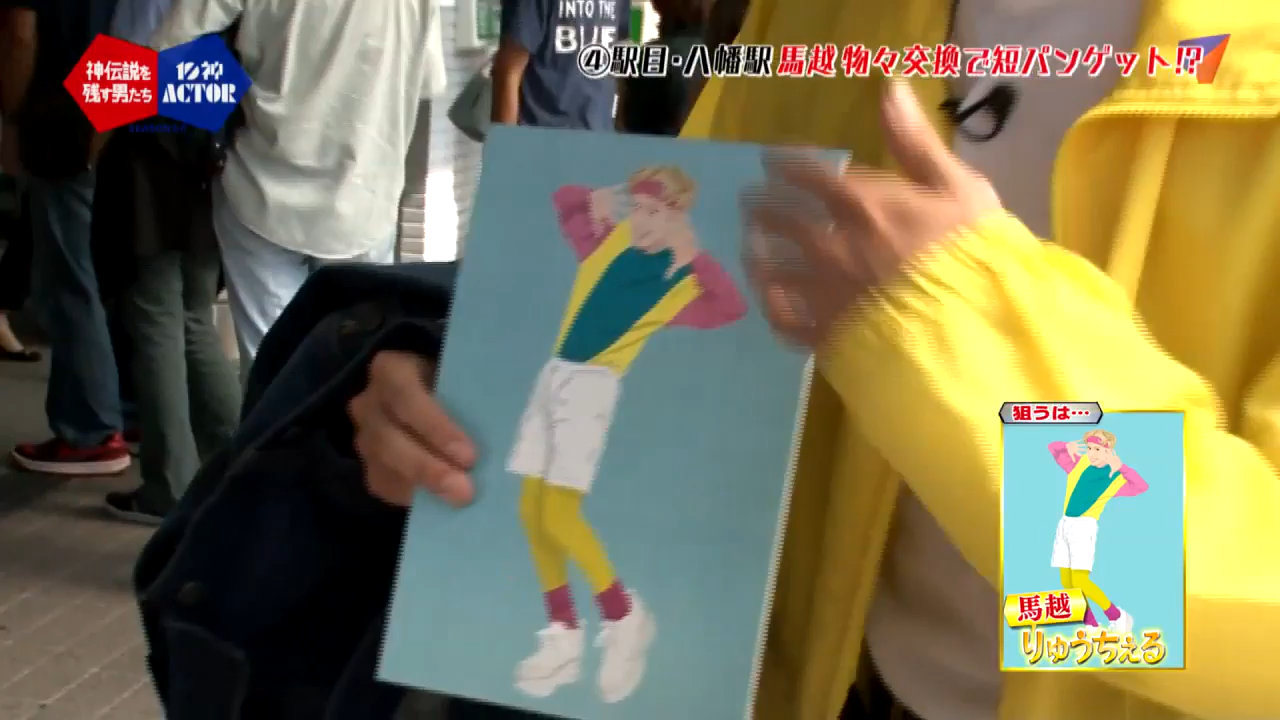 神伝説を
残す男たち
10神
ACTOR
INTO THE
BUE
④駅目・八幡駅 馬越 物々交換で短パンゲット!?
狙うは…
馬越
りゅうちぇる